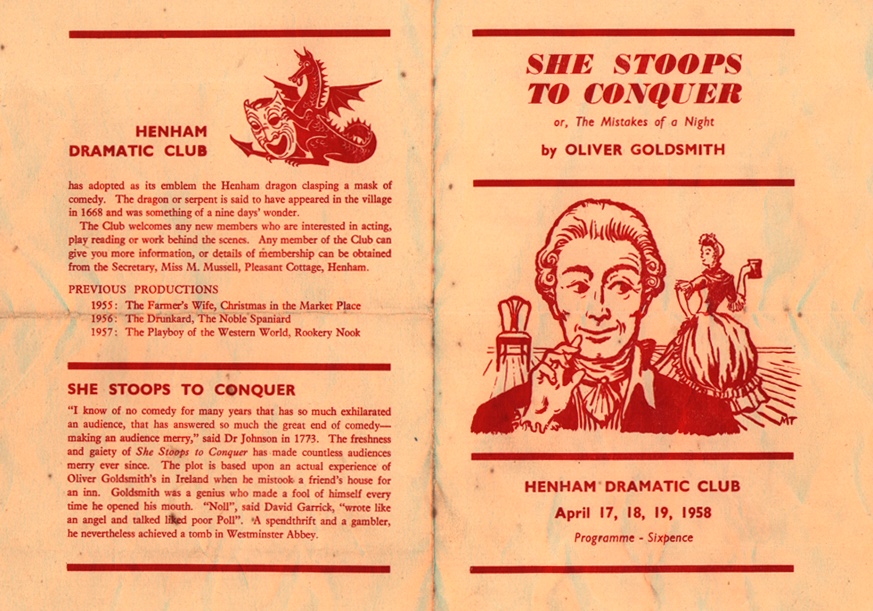 HENHAM
DRAMATIC CLUB
has adopted as its emblem the Henham dragon clasping a mask of
comedy. The dragon or serpent is said to have appeared in the village
in 1668 and was something of a nine days' wonder.
The Club welcomes any new members who are interested in acting,
play reading or work behind the scenes. Any member of the Club can
give you more information, or details of membership can be obtained
from the Secretary, Miss M. Mussell, Pleasant Cottage, Henham.
PREVIOUS PRODUCTIONS
1955: The Farmer's Wife, Christmas in the Market Place
1956: The Drunkard, The Noble Spaniard
1957: The Playboy of the Western World, Rookery Nook
SHE STOOPS TO CONQUER
"I know of no comedy for many years that has so much exhilarated
an audience, that has answered so much the great end of comedy—
making an audience merry," said Dr Johnson in 1773. The freshness
and gaiety of She Stoops to Conquer has made countless audiences
merry ever since. The plot is based upon an actual experience of
Oliver Goldsmith's in Ireland when he mistook a friend's house for
an inn. Goldsmith was a genius who made a fool of himself every
time he opened his mouth. "Noll", said David Garrick, "wrote like
an angel and talked liked poor Poll". A spendthrift and a gambler,
he nevertheless achieved a tomb in Westminster Abbey.
SHE STOOPS
TO CONQUER
or, The Mistakes of a Night
by OLIVER GOLDSMITH
MT
HENHAM DRAMATIC CLUB
April 17, 18, 19, 1958
Programme - Sixpence